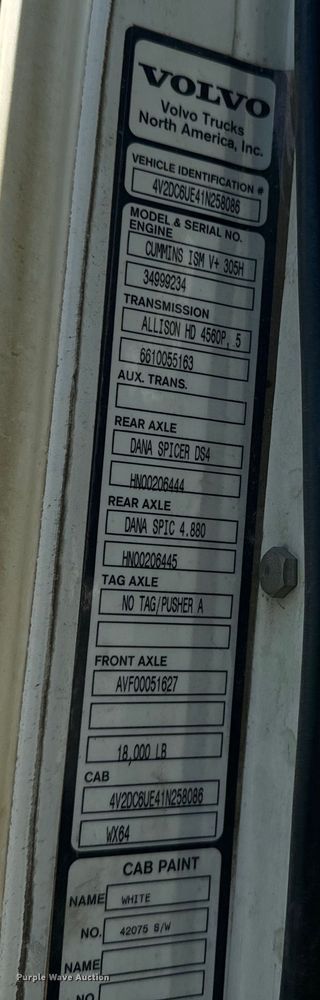 VOLVO
Volvo Trucks
North America, Inc.
VEHICLE IDENTIFICATION #
4V2DC6UE41N258086
MODEL & SERIAL NO.
ENGINE
CUMMINS ISM V+ 305H
34999234
TRANSMISSION
ALLISON HD 4560P, 5
6610055163
AUX. TRANS.
REAR AXLE
DANA SPICER DS4
HN00206444
REAR AXLE
DANA SPIC 4.880
HN00206445
TAG AXLE
NO TAG/PUSHER A
FRONT AXLE
AVF00051627
18,000 LB
CAB
4V2DC6UE41N258086
WX64
CAB PAINT
NAME WHITE
NO. 42075 B/W
NAME
NO.
Purple Wave Auction